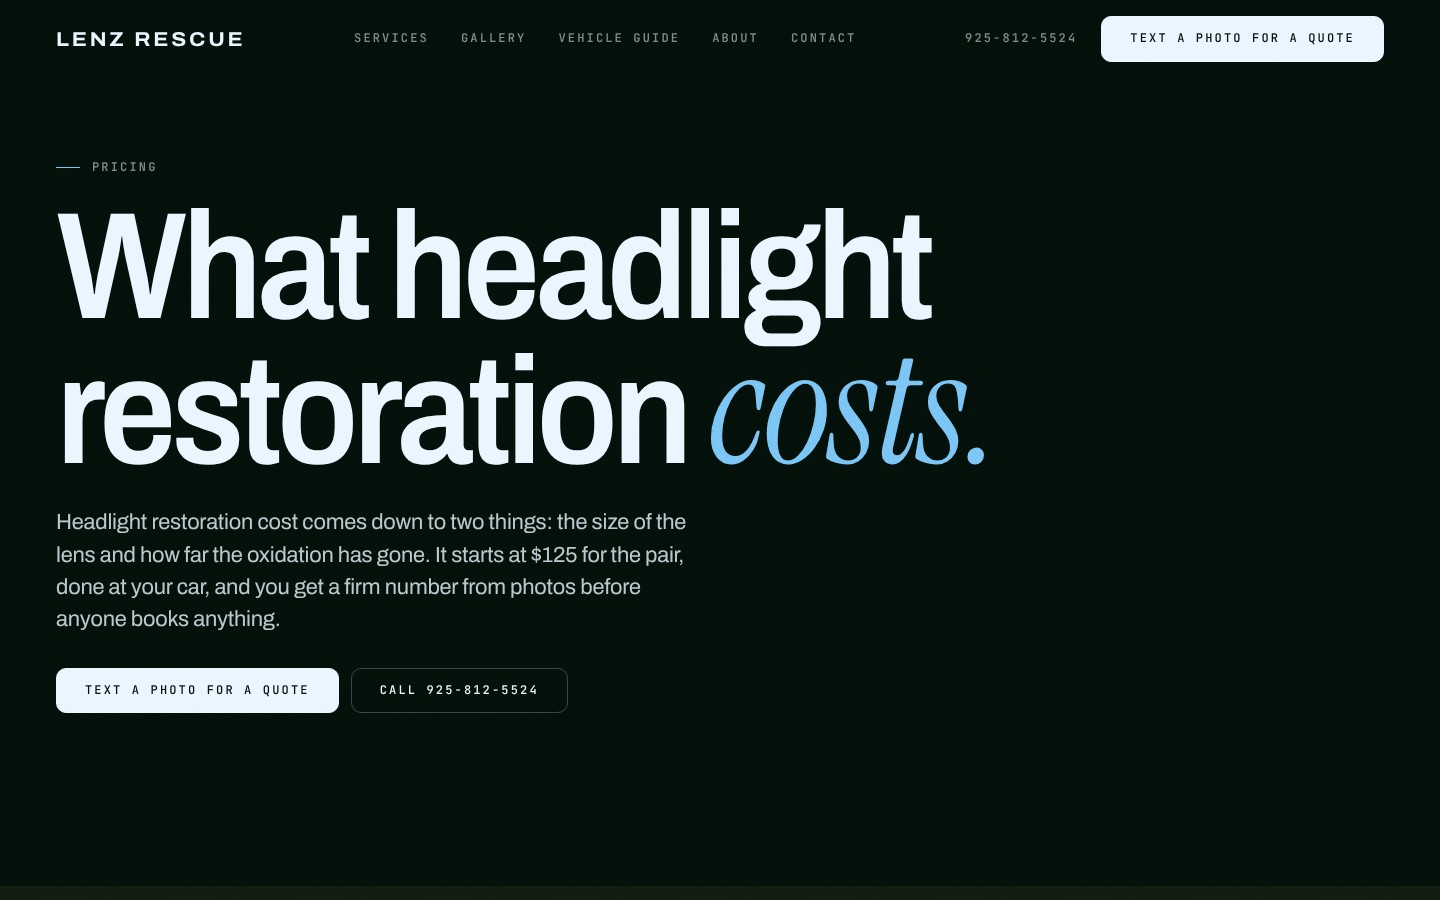 LENZ RESCUE
SERVICES
GALLERY
VEHICLE GUIDE
ABOUT
CONTACT
925-812-5524
TEXT A PHOTO FOR A QUOTE
PRICING
What headlight
restoration costs.
Headlight restoration cost comes down to two things: the size of the
lens and how far the oxidation has gone. It starts at $125 for the pair,
done at your car, and you get a firm number from photos before
anyone books anything.
TEXT A PHOTO FOR A QUOTE
CALL 925-812-5524